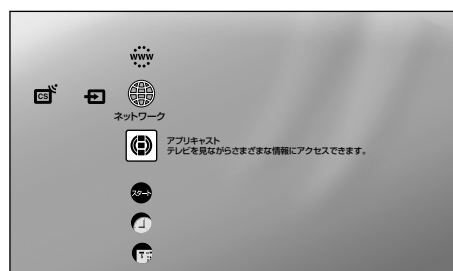 www
CS
ネットワーク
アプリキャスト
テレビを見ながらさまざまな情報にアクセスできます。
スタート